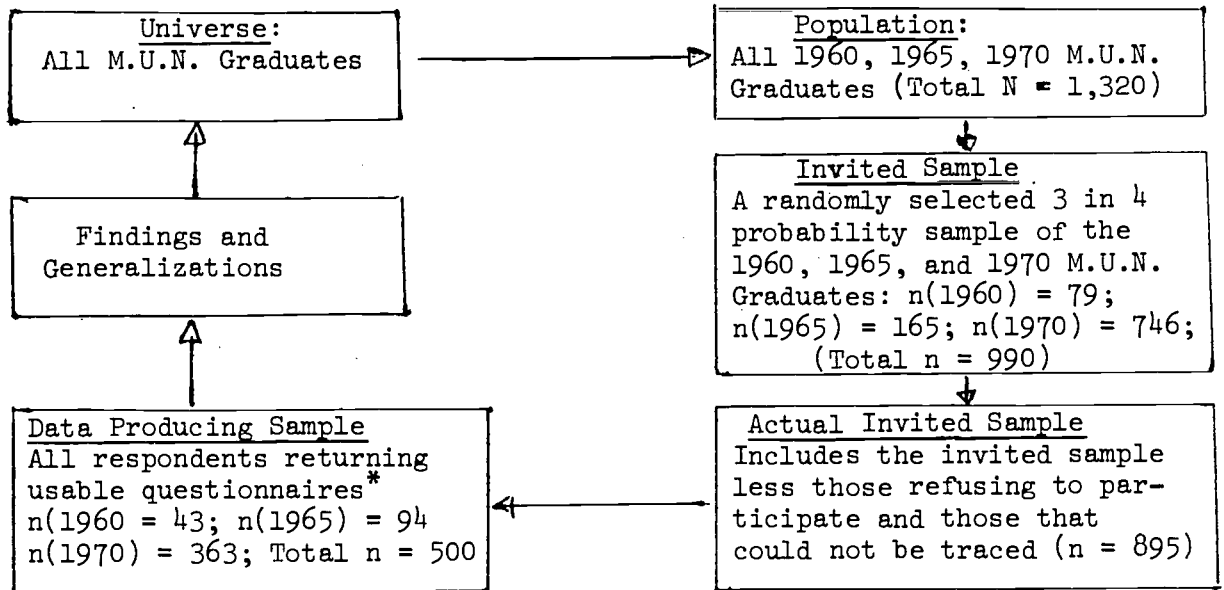 Universe:
All M.U.N. Graduates
Population:
All 1960, 1965, 1970 M.U.N.
Graduates (Total N = 1,320)
Invited Sample
A randomly selected 3 in 4
probability sample of the
1960, 1965, and 1970 M.U.N.
Graduates: n(1960) = 79;
n(1965) = 165; n(1970) = 746;
(Total n = 990)
Actual Invited Sample
Includes the invited sample
less those refusing to par-
ticipate and those that
could not be traced (n = 895)
Data Producing Sample
All respondents returning
usable questionnaires*
n(1960 = 43; n(1965) = 94
n(1970) = 363; Total n = 500
Findings and
Generalizations